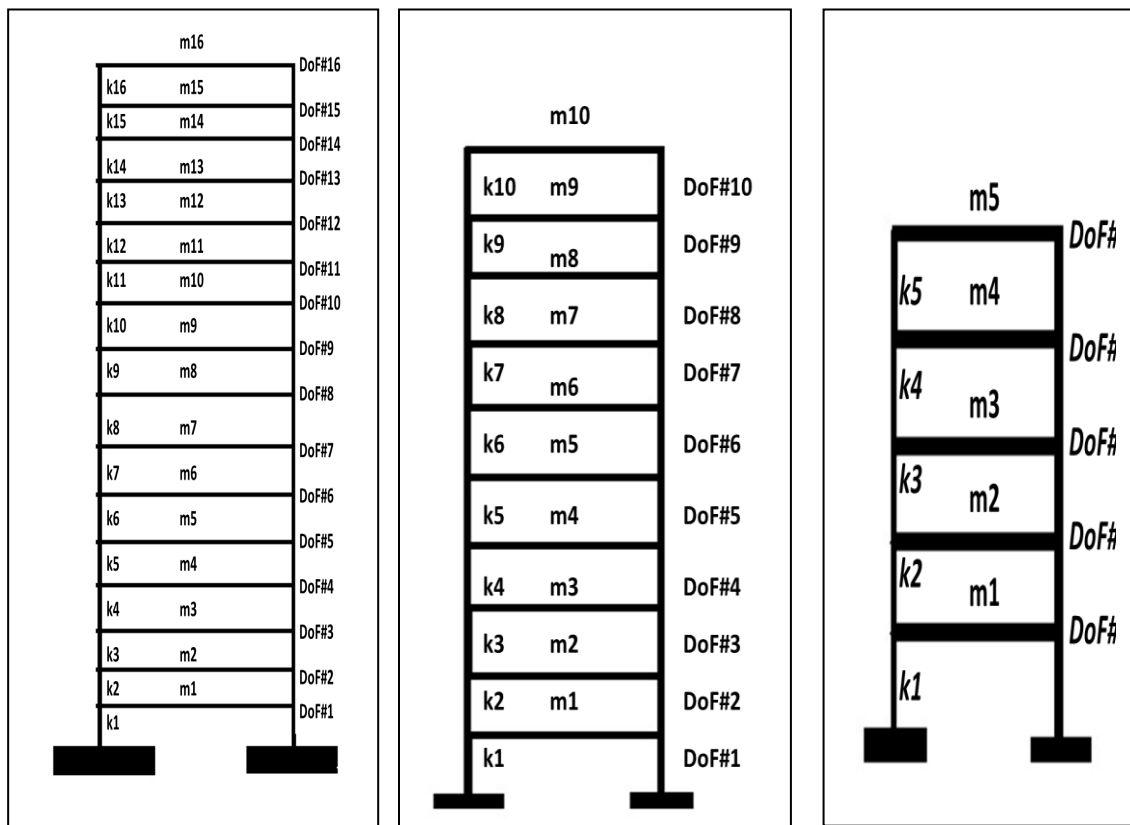 m16
DoF#16
k16 m15
DoF#15
k15 m14
DoF#14
k14 m13
DoF#13
k13 m12
DoF#12
k12 m11
DoF#11
k11 m10
DoF#10
k10 m9
DoF#9
k9 m8
DoF#8
k8 m7
DoF#7
k7 m6
DoF#6
k6 m5
DoF#5
k5 m4
DoF#4
k4 m3
DoF#3
k3 m2
DoF#2
k2 m1
DoF#1
k1
m10
k10 m9 DoF#10
k9 m8 DoF#9
k8 m7 DoF#8
k7 m6 DoF#7
k6 m5 DoF#6
k5 m4 DoF#5
k4 m3 DoF#4
k3 m2 DoF#3
k2 m1 DoF#2
k1 DoF#1
m5
DoF#
k5 m4
DoF#
k4 m3
DoF#
k3 m2
DoF#
k2 m1
DoF#
k1